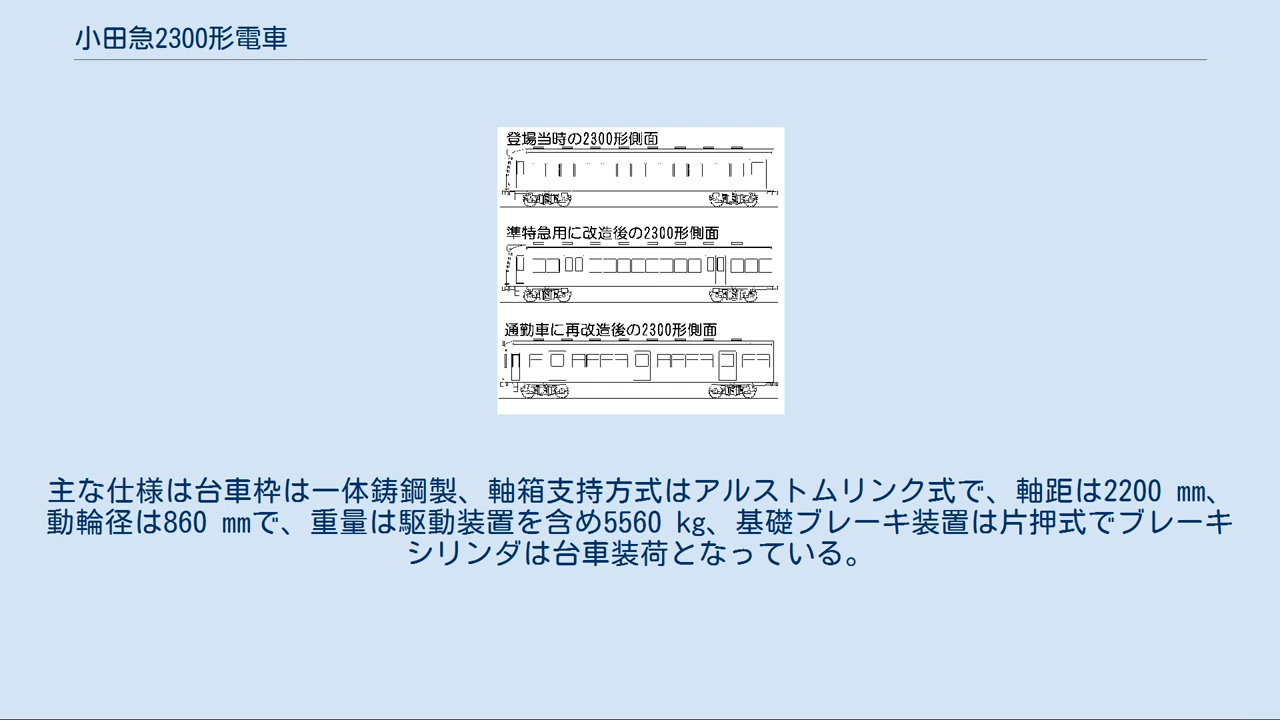 小田急2300形電車
登場当時の2300形側面
準特急用に改造後の2300形側面
通勤車に再改造後の2300形側面
主な仕様は台車枠は一体鋳鋼製、軸箱支持方式はアルストムリンク式で、軸距は2200 mm、
動輪径は860 mmで、重量は駆動装置を含め5560 kg、基礎ブレーキ装置は片押式でブレーキ
シリンダは台車装荷となっている。